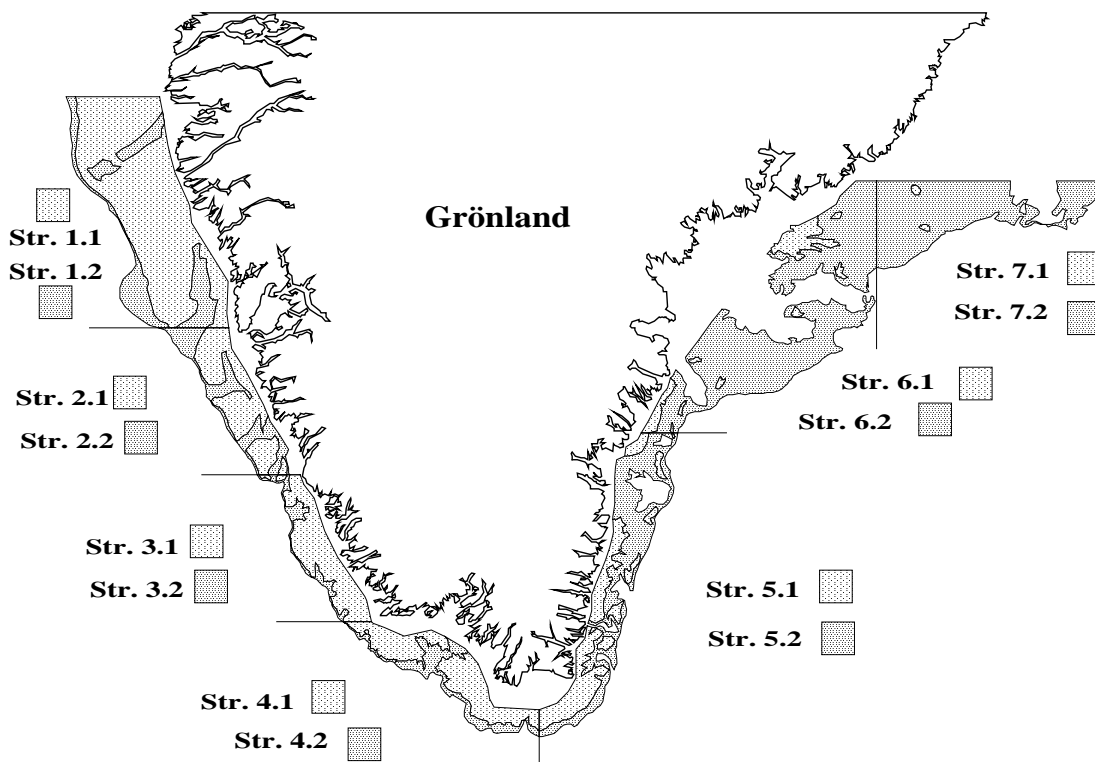 Grönland
Str. 1.1
Str. 1.2
Str. 2.1
Str. 2.2
Str. 3.1
Str. 3.2
Str. 4.1
Str. 4.2
Str. 5.1
Str. 5.2
Str. 6.1
Str. 6.2
Str. 7.1
Str. 7.2